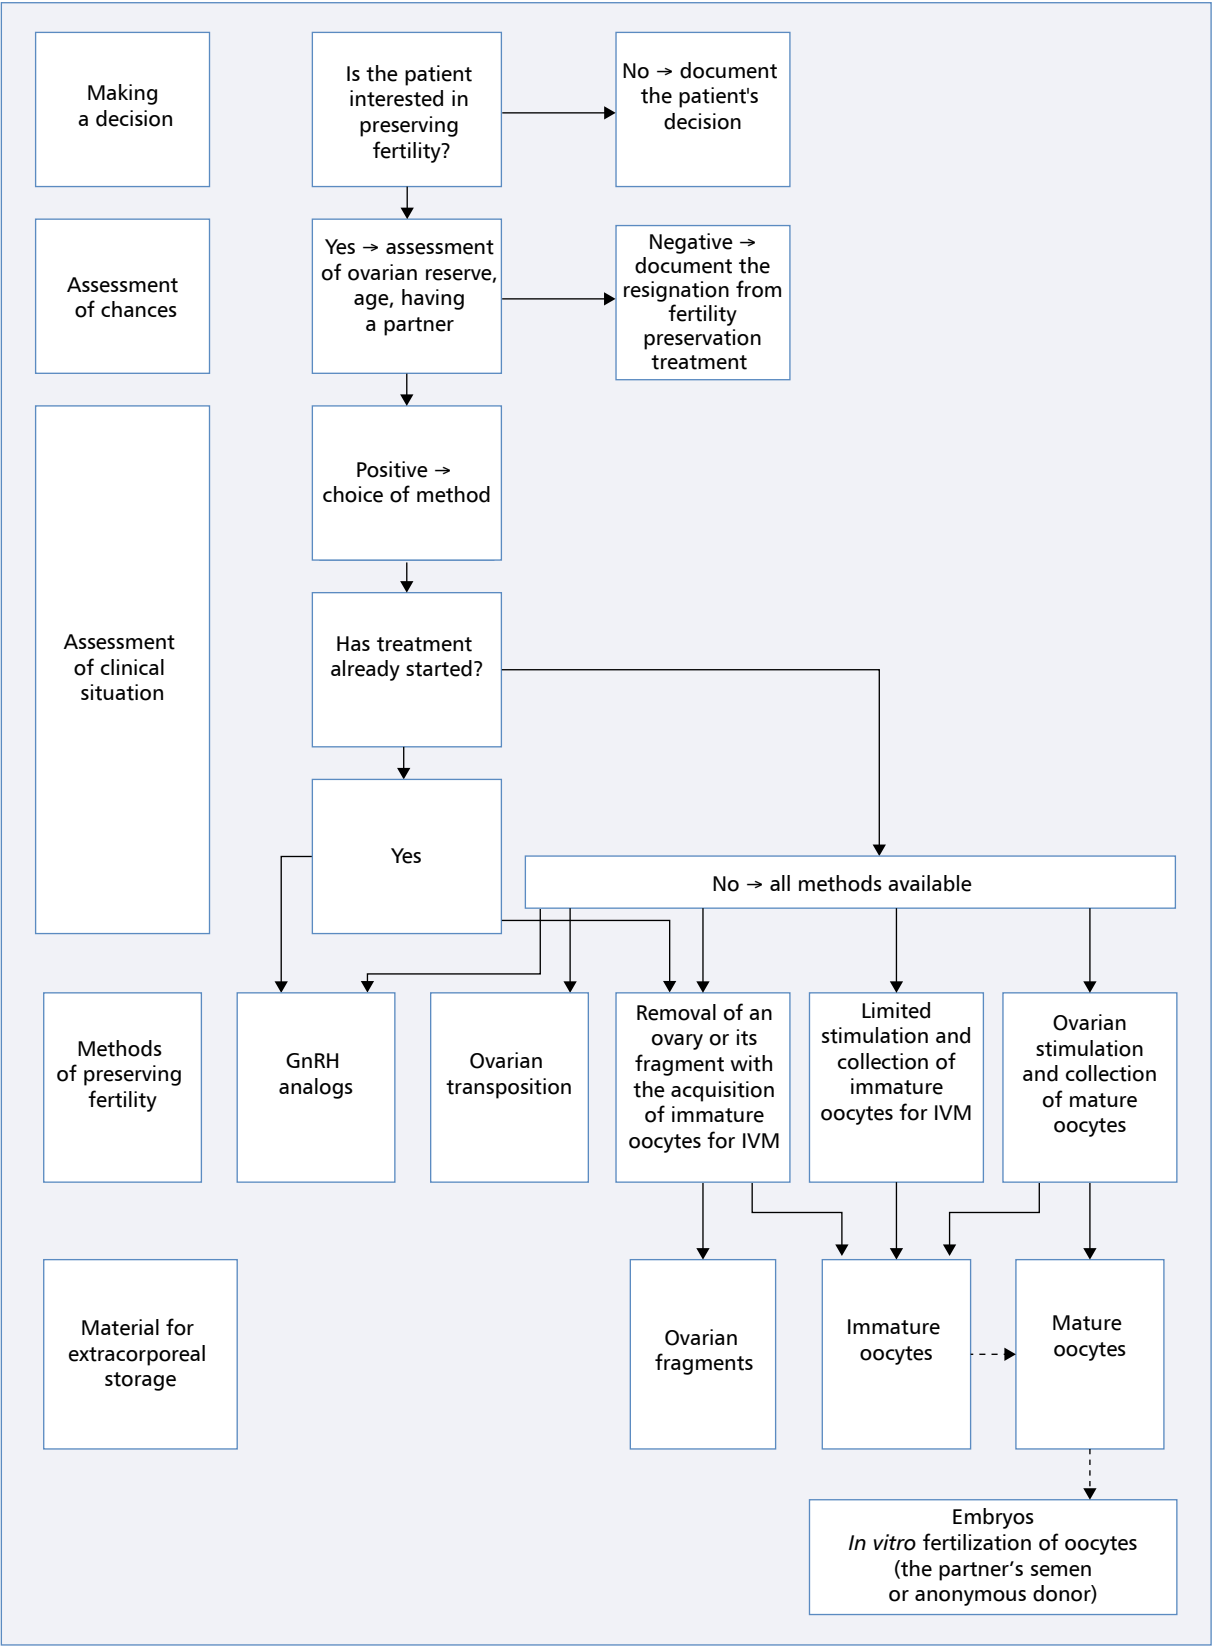 Making
a decision
Is the patient
interested in
preserving
fertility?
No → document
the patient's
decision
Assessment
of chances
Yes → assessment
of ovarian reserve,
age, having
a partner
Negative →
document the
resignation from
fertility
preservation
treatment
Assessment
of clinical
situation
Positive →
choice of method
Has treatment
already started?
Yes
No → all methods available
Methods
of preserving
fertility
GnRH
analogs
Ovarian
transposition
Removal of an
ovary or its
fragment with
the acquisition
of immature
oocytes for IVM
Limited
stimulation and
collection of
immature
oocytes for IVM
Ovarian
stimulation
and collection
of mature
oocytes
Material for
extracorporeal
storage
Ovarian
fragments
Immature
oocytes
Mature
oocytes
Embryos
In vitro fertilization of oocytes
(the partner’s semen
or anonymous donor)